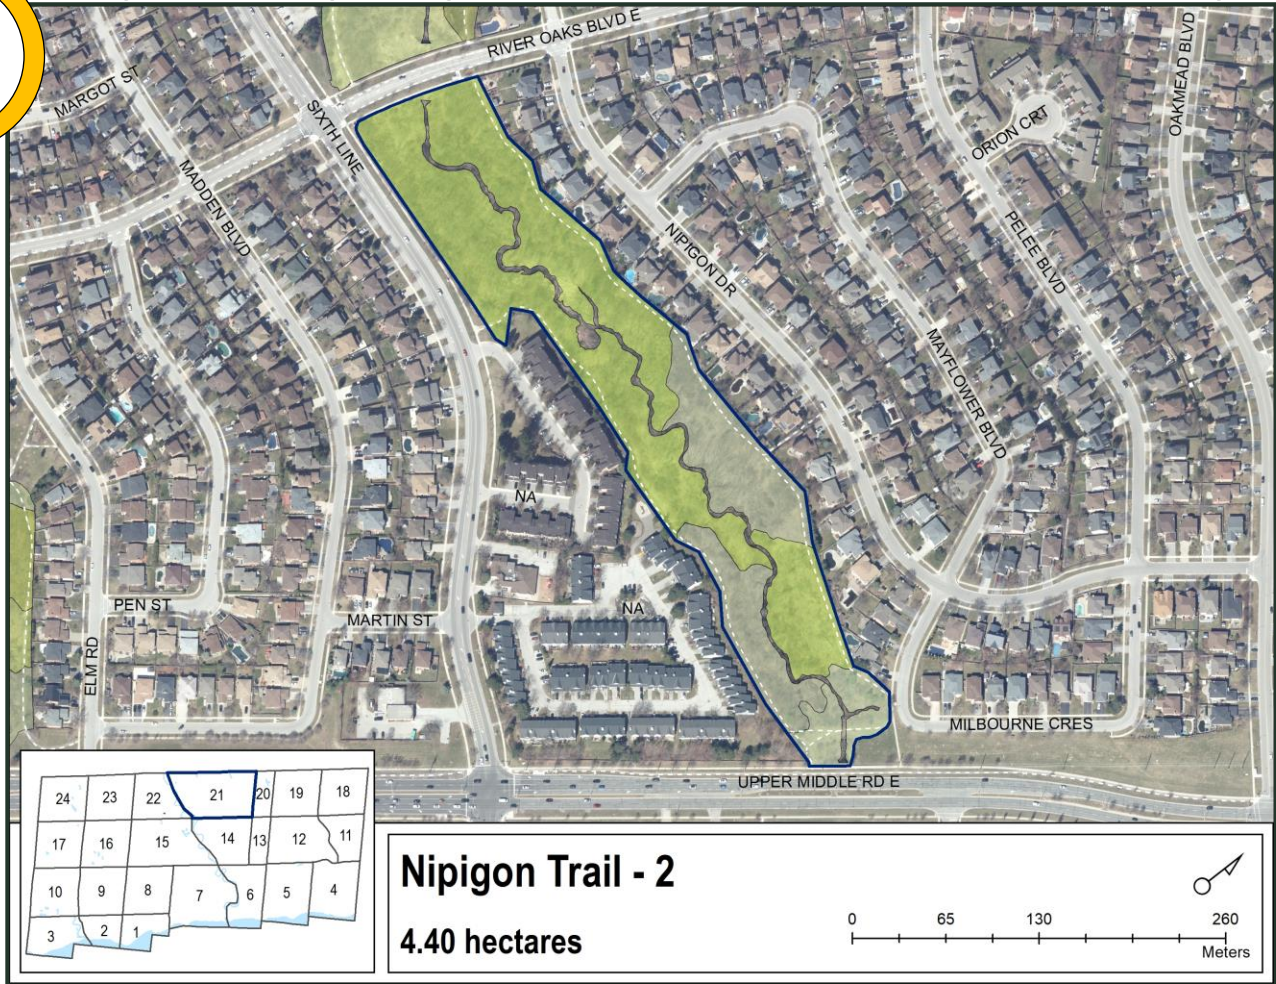 RIVER OAKS BLVD E
MARGOT ST
SIXTH LINE
MADDEN BLVD
OAKMEAD BLVD
ORION CRT
NIPIGON DR
PELEE BLVD
MAYFLOWER BLVD
NA
PEN ST
NA
MARTIN ST
ELM RD
MILBOURNE CRES
UPPER MIDDLE RD E
24 23 22 21 20 19 18
17 16 15 14 13 12 11
10 9 8 7 6 5 4
3 2 1
Nipigon Trail - 2
4.40 hectares
0 65 130 260
Meters